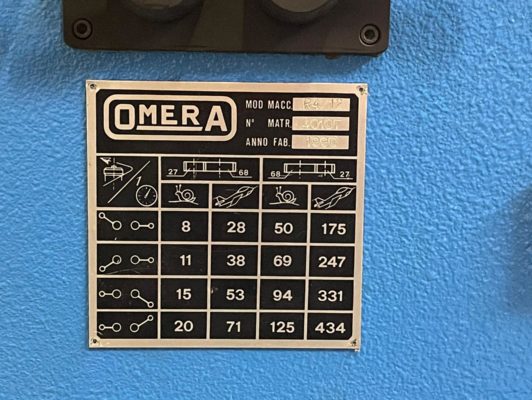 OMERA
MOD MACC.
N° MATR.
ANNO FAB.
1 27 68 68 27
8 28 50 175
11 38 69 247
15 53 94 331
20 71 125 434